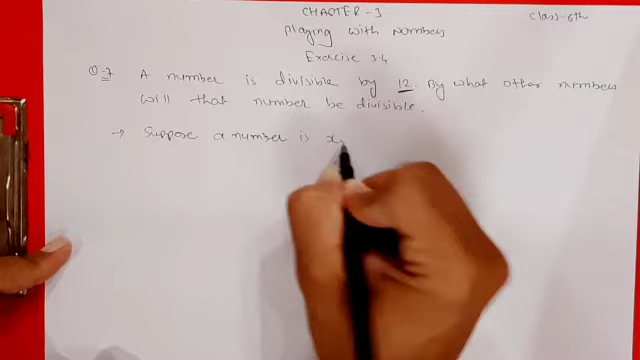 CHAPTER - 3
Class - 6th
Playing with Numbers
Exercise 3.4
Q-7 A number is divisible by 12. By what other numbers
will that number be divisible.
→ Suppose a number is x